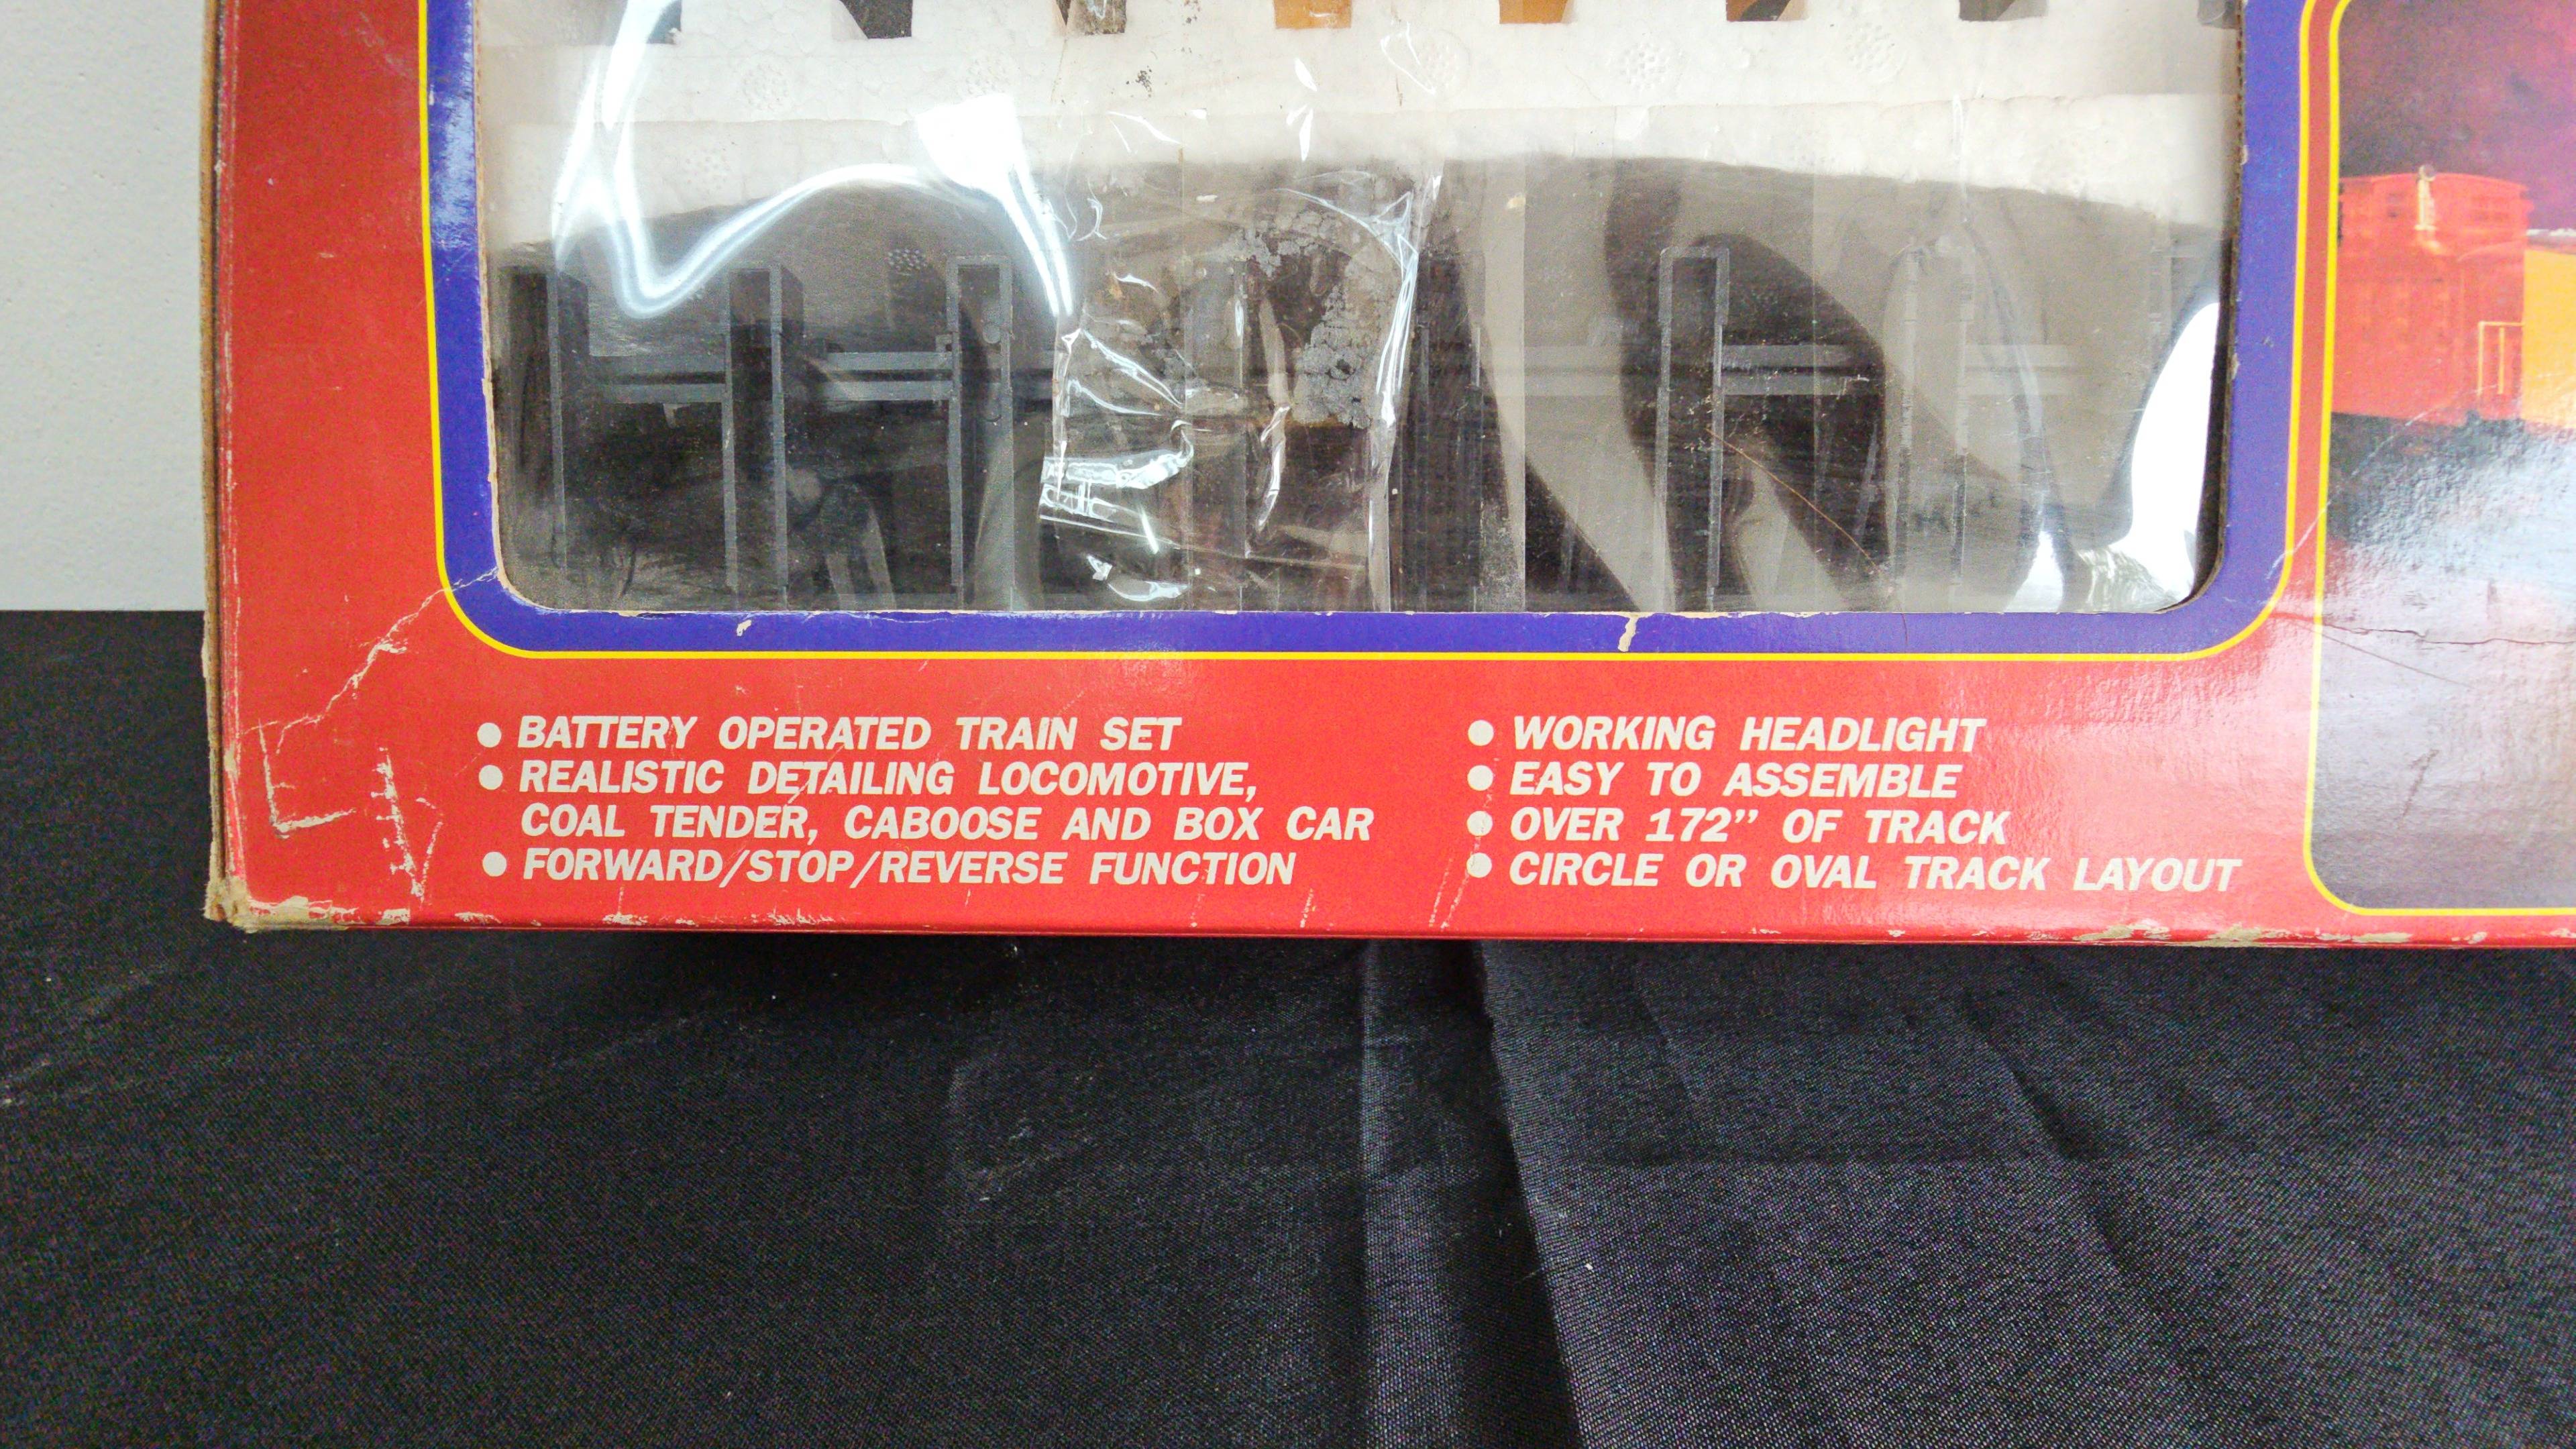 ● BATTERY OPERATED TRAIN SET
● REALISTIC DETAILING LOCOMOTIVE,
COAL TENDER, CABOOSE AND BOX CAR
● FORWARD/STOP/REVERSE FUNCTION
● WORKING HEADLIGHT
● EASY TO ASSEMBLE
● OVER 172” OF TRACK
● CIRCLE OR OVAL TRACK LAYOUT